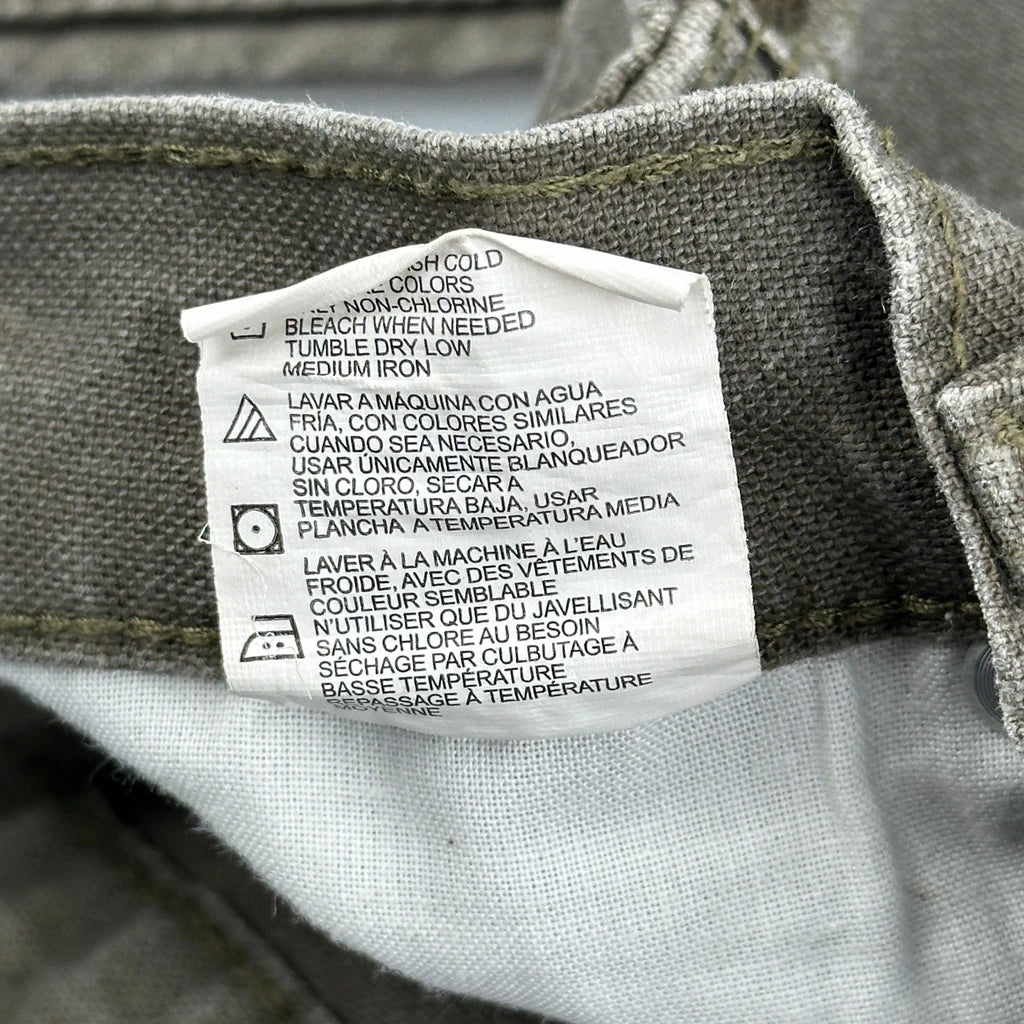 COLD
COLORS
NON-CHLORINE
BLEACH WHEN NEEDED
TUMBLE DRY LOW
MEDIUM IRON
LAVAR A MÁQUINA CON AGUA
FRÍA, CON COLORES SIMILARES
CUANDO SEA NECESARIO,
USAR ÚNICAMENTE BLANQUEADOR
SIN CLORO, SECAR A
TEMPERATURA BAJA, USAR
PLANCHA A TEMPERATURA MEDIA
LAVER À LA MACHINE À L'EAU
FROIDE, AVEC DES VÊTEMENTS DE
COULEUR SEMBLABLE
N'UTILISER QUE DU JAVELLISANT
SANS CHLORE AU BESOIN
SÉCHAGE PAR CULBUTAGE À
BASSE TEMPÉRATURE
REPASSAGE À TEMPÉRATURE
MOYENNE